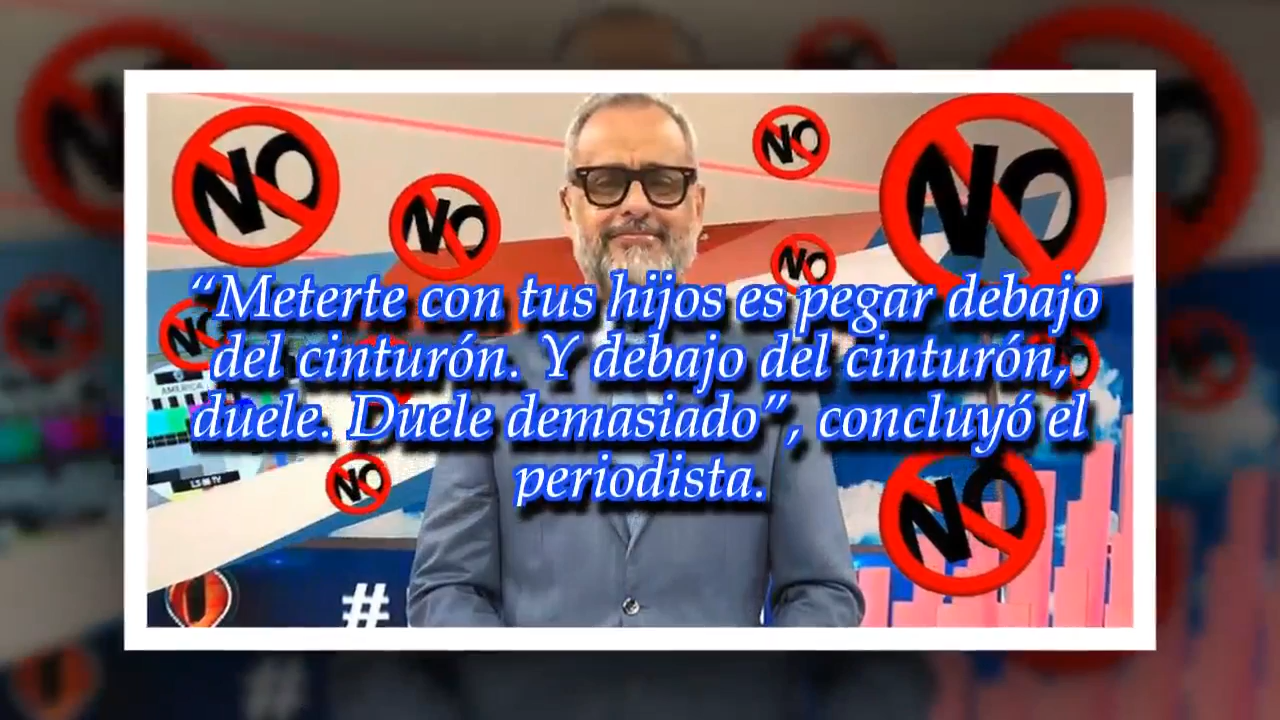 NO
NO
NO
NO
NO
“Meterte con tus hijos es pegar debajo
del cinturón. Y debajo del cinturón,
duele. Duele demasiado”, concluyó el
periodista.
NO
AMERICA
NO
NO
#